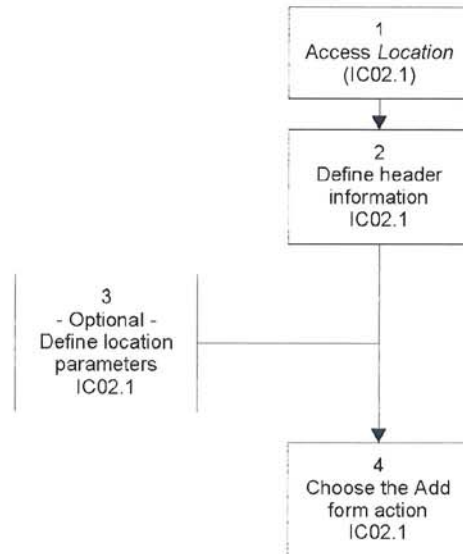 1
Access Location
(IC02.1)
2
Define header
information
IC02.1
3
- Optional -
Define location
parameters
IC02.1
4
Choose the Add
form action
IC02.1